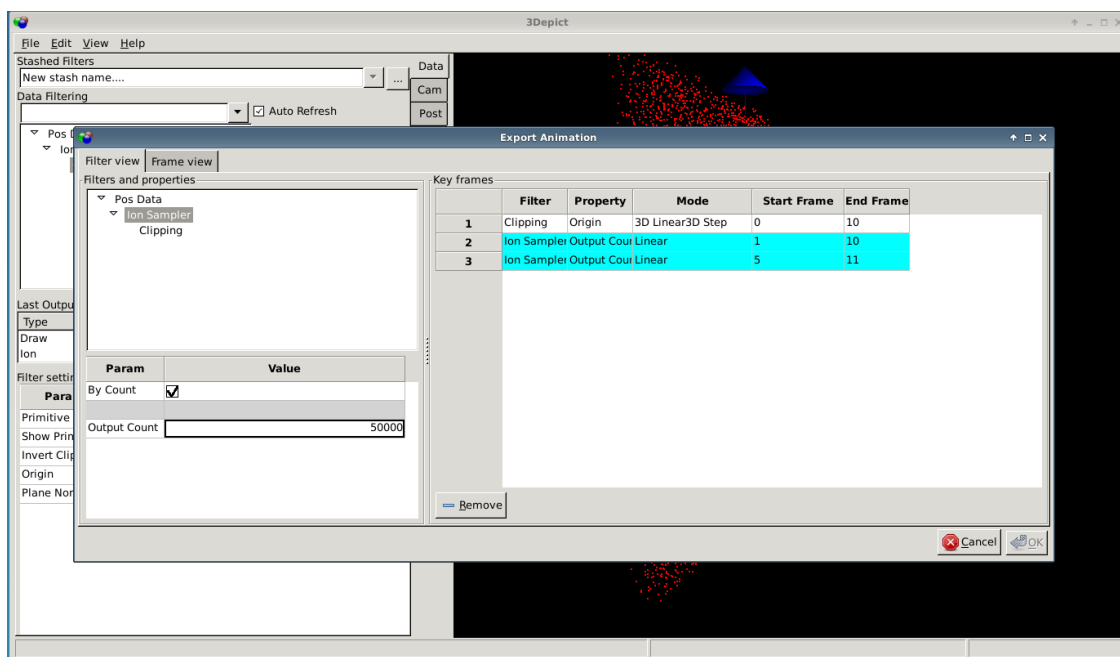 3Depict
File Edit View Help
Stashed Filters
New stash name....
...
Data Filtering
Auto Refresh
Data
Cam
Post
Pos
Export Animation
Filter view Frame view
Filters and properties
Pos Data
Ion Sampler
Clipping
Param Value
By Count
Output Count 50000
Key frames
Filter Property Mode Start Frame End Frame
1 Clipping Origin 3D Linear3D Step 0 10
2 Ion Sampler Output Cou Linear 1 10
3 Ion Sampler Output Cou Linear 5 11
Remove
Cancel OK
Last Outpu
Type
Draw
Ion
Filter settin
Para
Primitive
Show Prin
Invert Clip
Origin
Plane Nor